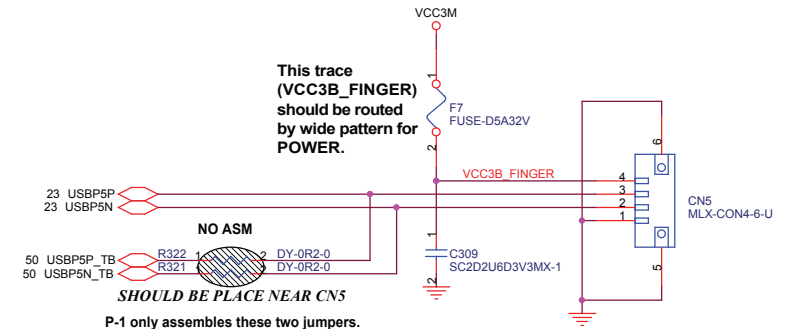 VCC3M
This trace
(VCC3B_FINGER)
should be routed
by wide pattern for
POWER.
1
F7
FUSE-D5A32V
2
VCC3B_FINGER
6
4
3
2
1
CN5
MLX-CON4-6-U
5
23 USBP5P
23 USBP5N
NO ASM
50 USBP5P_TB
R322 1 2 DY-0R2-0
50 USBP5N_TB
R321 1 2 DY-0R2-0
1
C309
SC2D2U6D3V3MX-1
2
SHOULD BE PLACE NEAR CN5
P-1 only assembles these two jumpers.